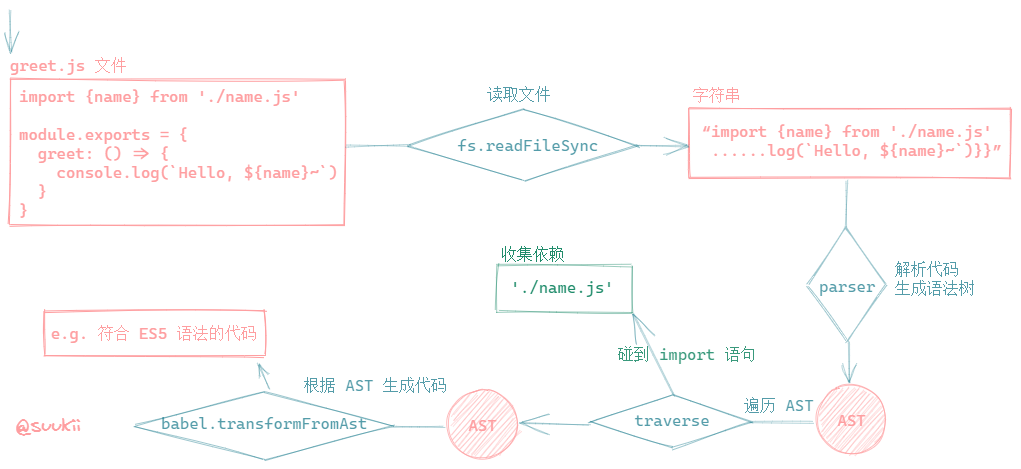 greet.js 文件
import {name} from './name.js'
module.exports = {
greet: () => {
console.log(`Hello, ${name}~`)
}
}
读取文件
fs.readFileSync
字符串
“import {name} from './name.js'
......log(`Hello, ${name}~`)}}”
parser
解析代码
生成语法树
AST
遍历 AST
traverse
碰到 import 语句
收集依赖
'./name.js'
AST
根据 AST 生成代码
babel.transformFromAst
e.g. 符合 ES5 语法的代码
@suukii